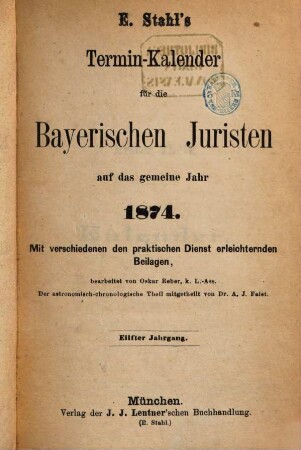 E. Stahl's
Termin-Kalender
für die
Bayerischen Juristen
auf das gemeine Jahr
1874.
Mit verschiedenen den praktischen Dienst erleichternden
Beilagen,
bearbeitet von Oskar Reber, k. L.-Ass.
Der astronomisch-chronologische Theil mitgetheilt von Dr. A. J. Faist.
Eilfter Jahrgang.
München.
Verlag der J. J. Lentner'schen Buchhandlung.
(E. Stahl.)